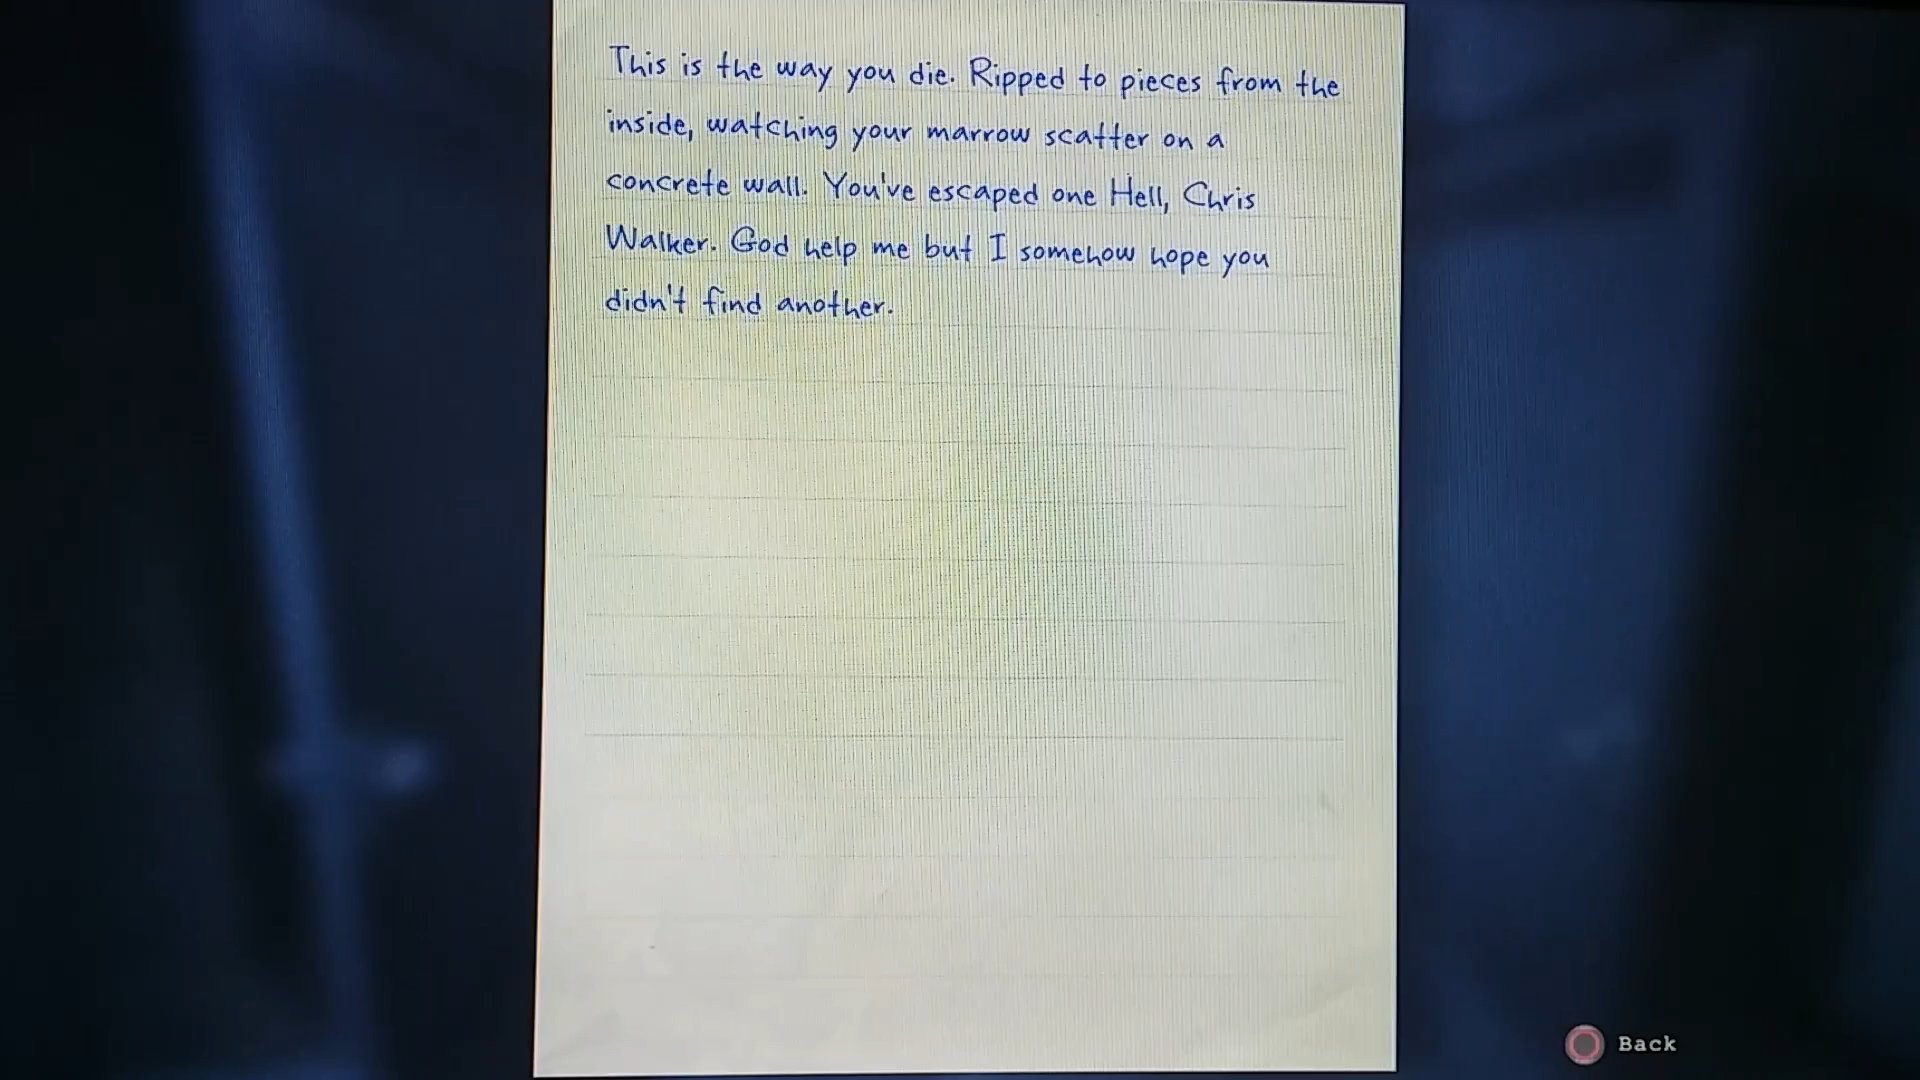 This is the way you die. Ripped to pieces from the
inside, watching your marrow scatter on a
concrete wall. You've escaped one Hell, Chris
Walker. God help me but I somehow hope you
didn't find another.
Back